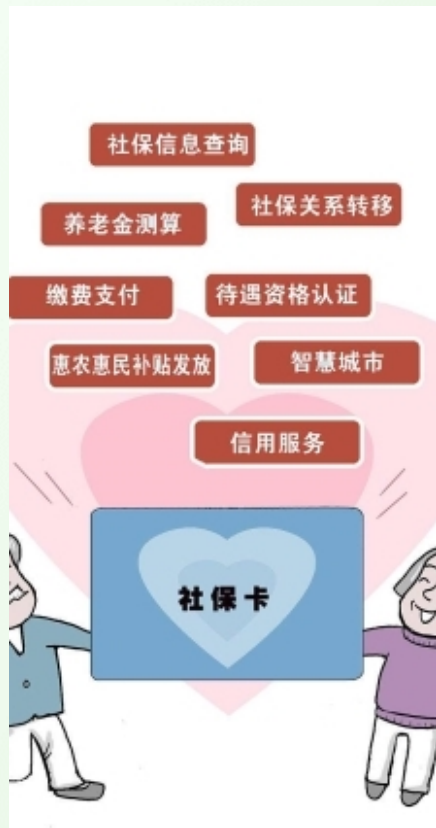 社保信息查询
社保关系转移
养老金测算
缴费支付
待遇资格认证
惠农惠民补贴发放
智慧城市
信用服务
社保卡